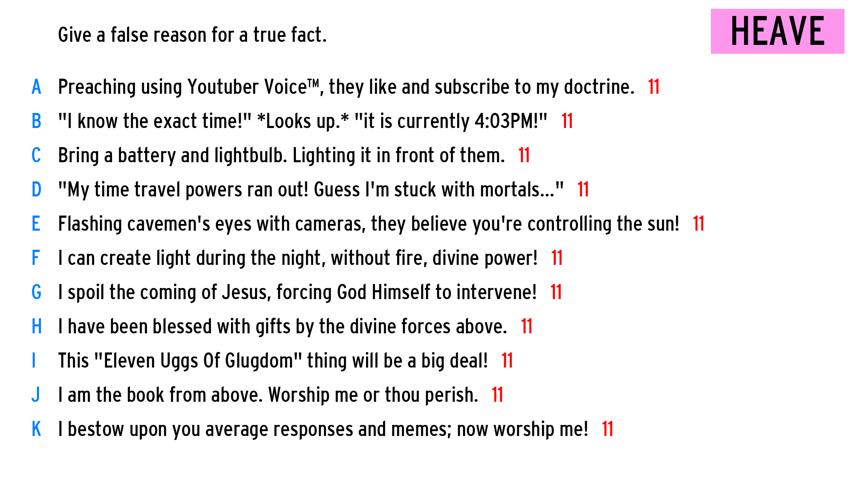 Give a false reason for a true fact.
HEAVE
A Preaching using Youtuber Voice™, they like and subscribe to my doctrine. 11
B "I know the exact time!" *Looks up.* "it is currently 4:03PM!" 11
C Bring a battery and lightbulb. Lighting it in front of them. 11
D "My time travel powers ran out! Guess I'm stuck with mortals..." 11
E Flashing cavemen's eyes with cameras, they believe you're controlling the sun! 11
F I can create light during the night, without fire, divine power! 11
G I spoil the coming of Jesus, forcing God Himself to intervene! 11
H I have been blessed with gifts by the divine forces above. 11
I This "Eleven Uggs Of Glugdom" thing will be a big deal! 11
J I am the book from above. Worship me or thou perish. 11
K I bestow upon you average responses and memes; now worship me! 11